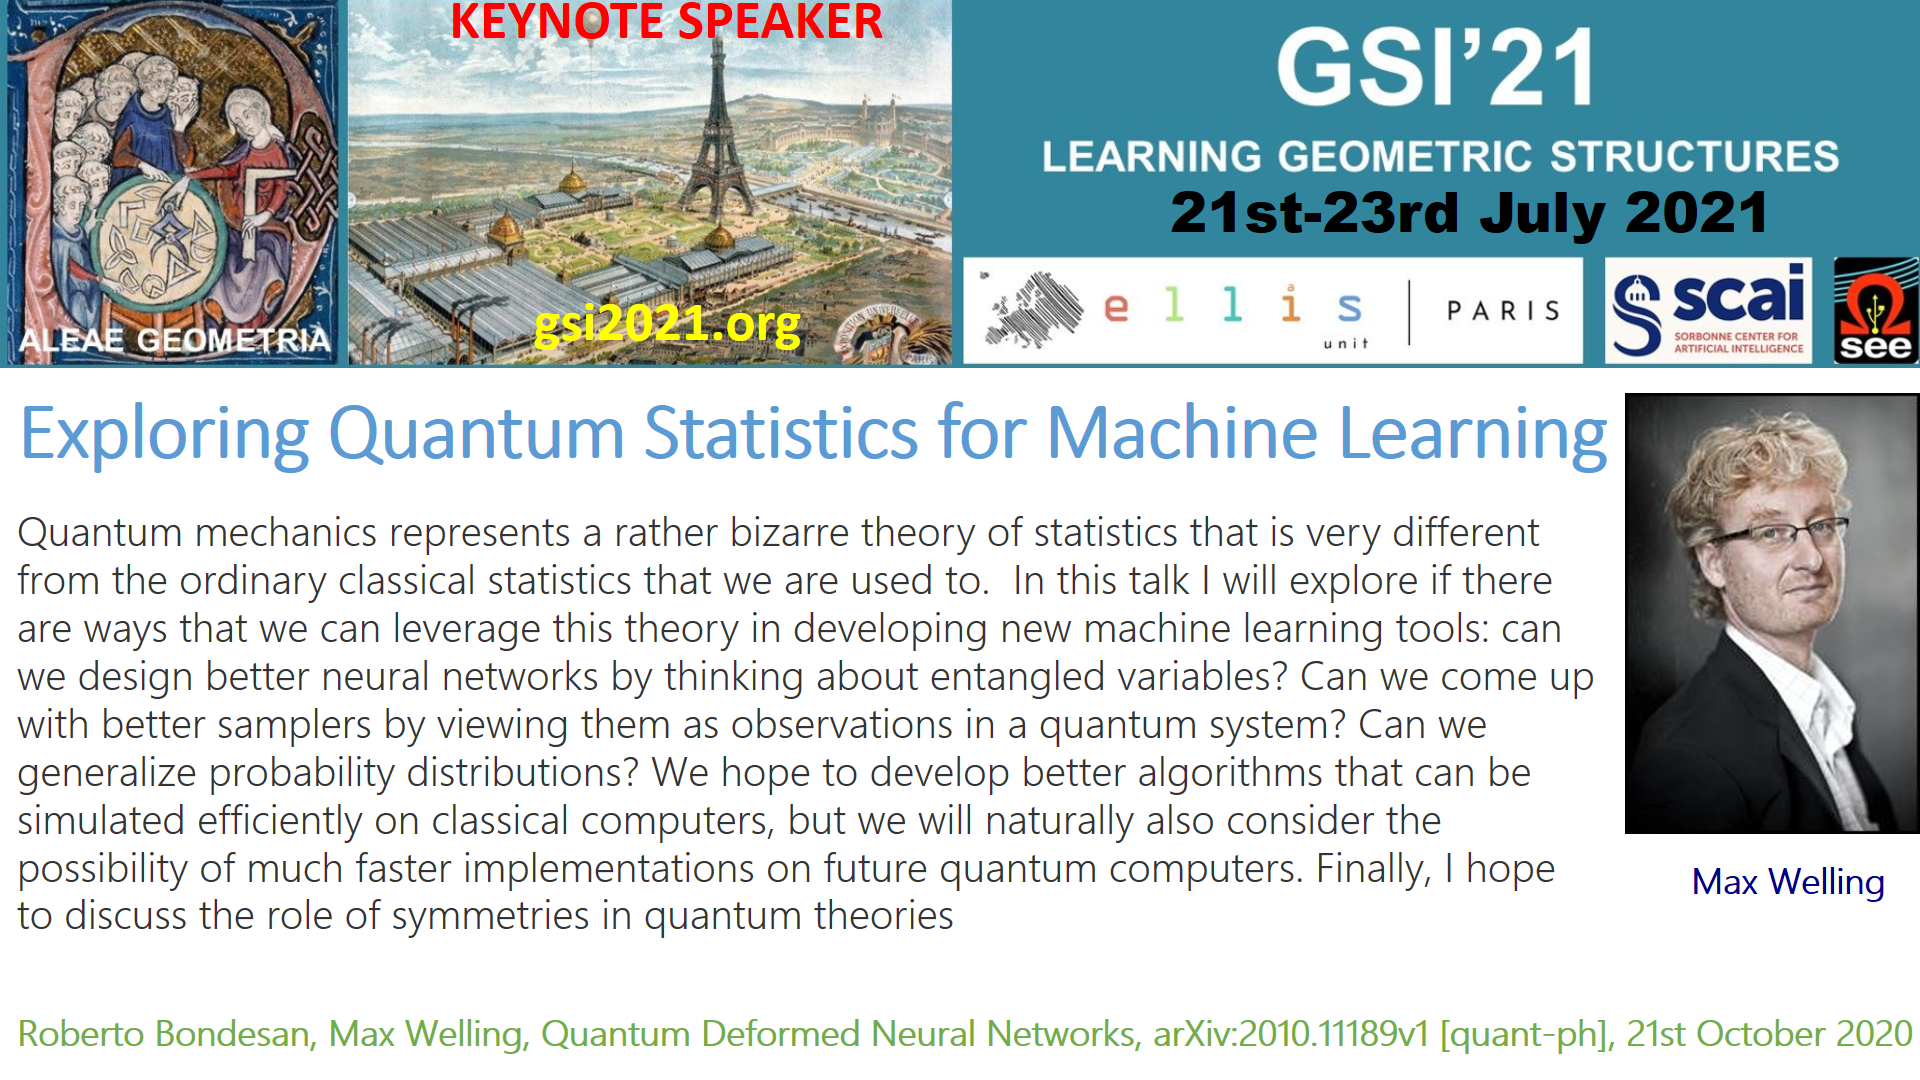 KEYNOTE SPEAKER
ALEAE GEOMETRIA
gsi2021.org
GSI’21
LEARNING GEOMETRIC STRUCTURES
21st-23rd July 2021
ellis
unit
PARIS
scai
SORBONNE CENTER FOR
ARTIFICIAL INTELLIGENCE
see
Exploring Quantum Statistics for Machine Learning
Quantum mechanics represents a rather bizarre theory of statistics that is very different
from the ordinary classical statistics that we are used to.  In this talk I will explore if there
are ways that we can leverage this theory in developing new machine learning tools: can
we design better neural networks by thinking about entangled variables? Can we come up
with better samplers by viewing them as observations in a quantum system? Can we
generalize probability distributions? We hope to develop better algorithms that can be
simulated efficiently on classical computers, but we will naturally also consider the
possibility of much faster implementations on future quantum computers. Finally, I hope
to discuss the role of symmetries in quantum theories
Max Welling
Roberto Bondesan, Max Welling, Quantum Deformed Neural Networks, arXiv:2010.11189v1 [quant-ph], 21st October 2020